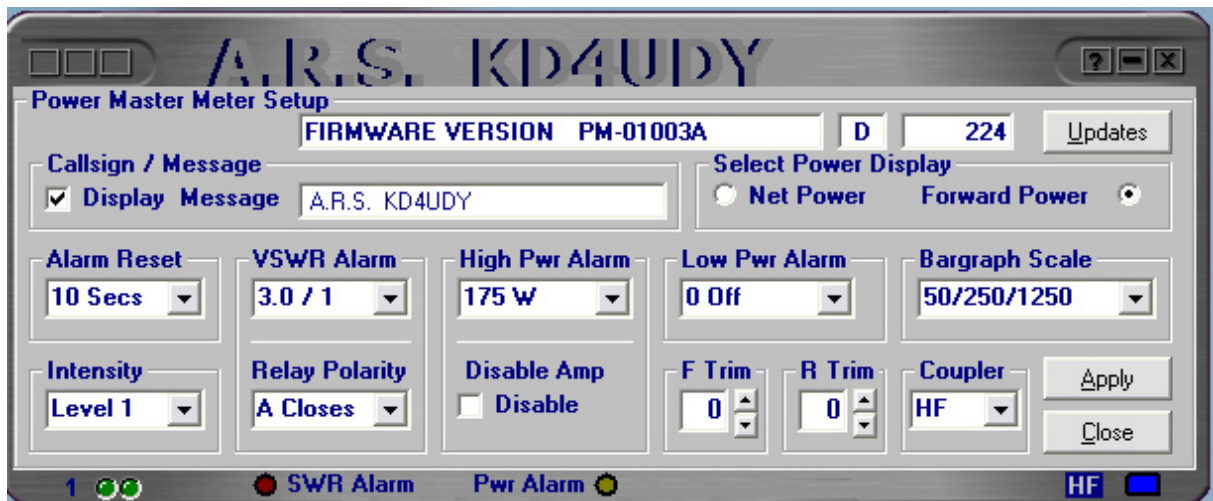 A.R.S. KD4UDY
?
Power Master Meter Setup
FIRMWARE VERSION PM-01003A D 224 Updates
Callsign / Message Select Power Display
Display Message A.R.S. KD4UDY Net Power Forward Power
Alarm Reset VSWR Alarm High Pwr Alarm Low Pwr Alarm Bargraph Scale
10 Secs 3.0 / 1 175 W 0 Off 50/250/1250
Intensity Relay Polarity Disable Amp F Trim R Trim Coupler Apply
Level 1 A Closes Disable 0 0 HF Close
1 SWR Alarm Pwr Alarm HF